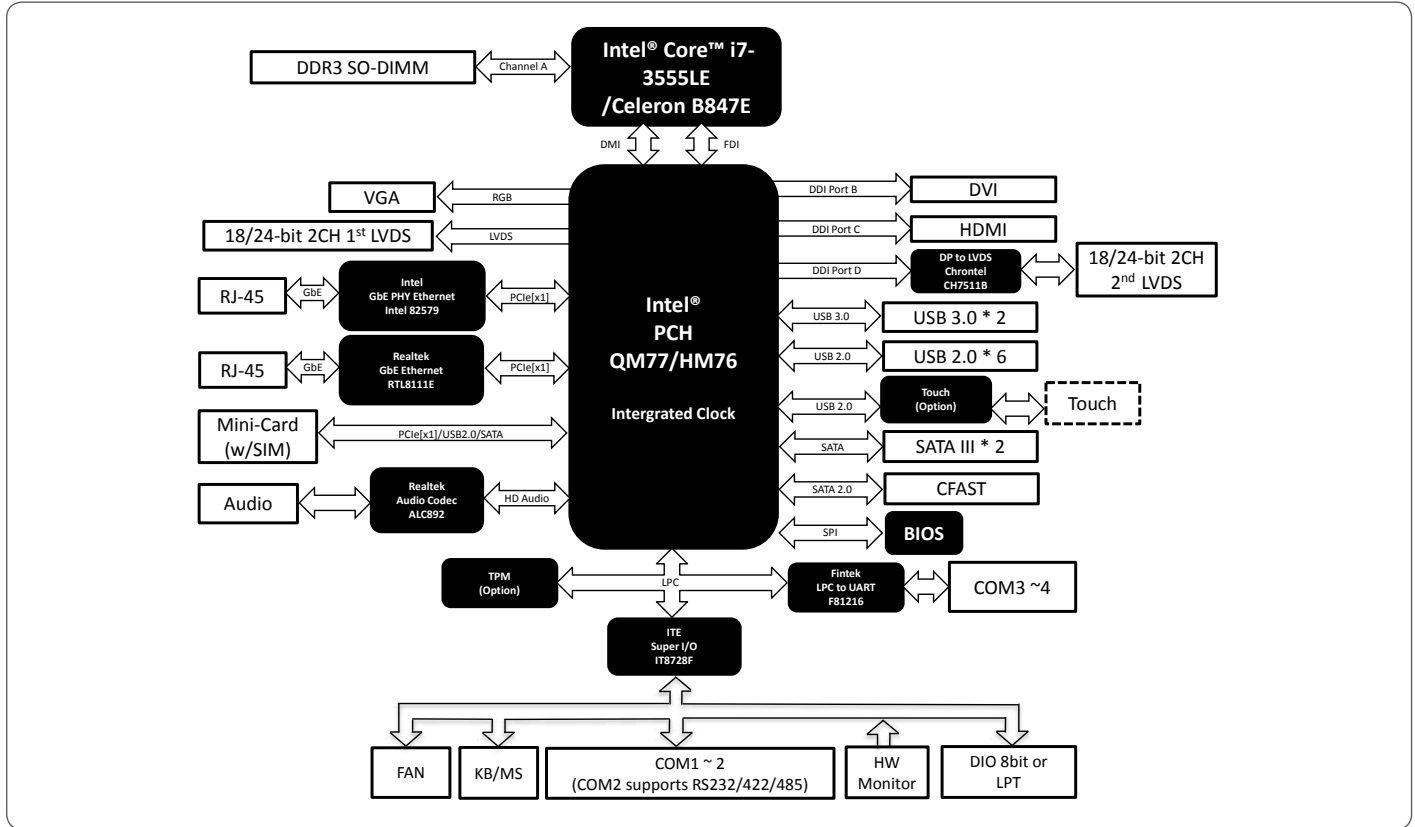 Intel® Core™ i7-
3555LE
/Celeron B847E
DDR3 SO-DIMM
Channel A
DMI
FDI
VGA
RGB
18/24-bit 2CH 1st LVDS
LVDS
RJ-45
GbE
Intel
GbE PHY Ethernet
Intel 82579
PCIe[x1]
RJ-45
GbE
Realtek
GbE Ethernet
RTL8111E
PCIe[x1]
Mini-Card
(w/SIM)
PCIe[x1]/USB2.0/SATA
Audio
Realtek
Audio Codec
ALC892
HD Audio
Intel®
PCH
QM77/HM76
Intergrated Clock
DDI Port B
DVI
DDI Port C
HDMI
DDI Port D
DP to LVDS
Chrontel
CH7511B
18/24-bit 2CH
2nd LVDS
USB 3.0
USB 3.0 * 2
USB 2.0
USB 2.0 * 6
USB 2.0
Touch
(Option)
Touch
SATA
SATA III * 2
SATA 2.0
CFAST
SPI
BIOS
TPM
(Option)
LPC
Fintek
LPC to UART
F81216
COM3 ~4
ITE
Super I/O
IT8728F
FAN
KB/MS
COM1 ~ 2
(COM2 supports RS232/422/485)
HW
Monitor
DIO 8bit or
LPT